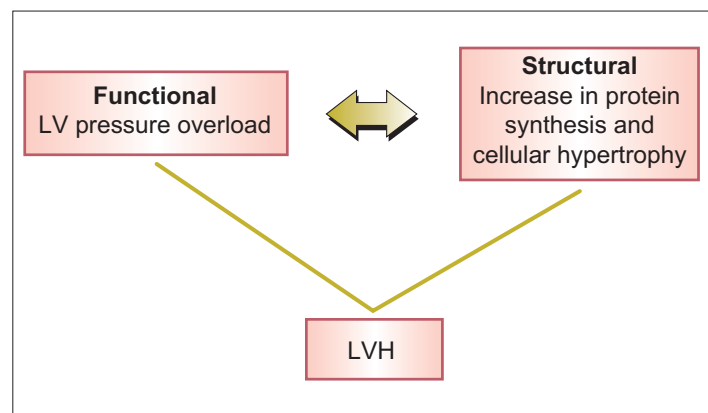 Functional
LV pressure overload
Structural
Increase in protein
synthesis and
cellular hypertrophy
LVH